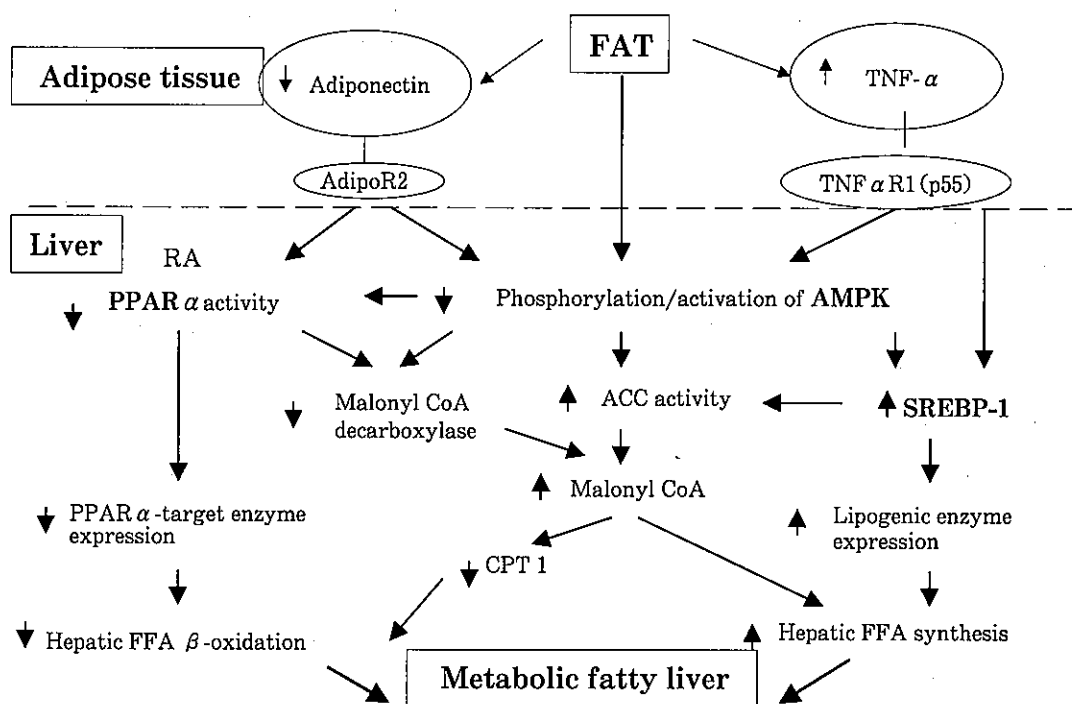 FAT
Adipose tissue
Adiponectin
TNF- α
AdipoR2
TNF α R1 (p55)
Liver
RA
PPAR α activity
Phosphorylation/activation of AMPK
Malonyl CoA
decarboxylase
ACC activity
SREBP-1
Malonyl CoA
PPAR α -target enzyme
expression
Lipogenic enzyme
expression
CPT 1
Hepatic FFA β -oxidation
Hepatic FFA synthesis
Metabolic fatty liver